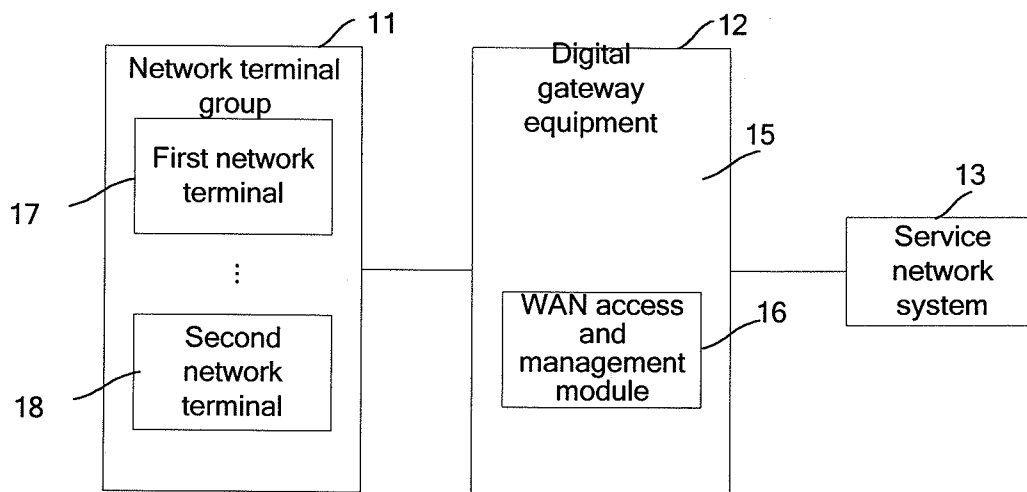 11
Network terminal
group
First network
terminal
17
⋮
Second
network
terminal
18
12
Digital
gateway
equipment
15
WAN access
and
management
module
16
13
Service
network
system